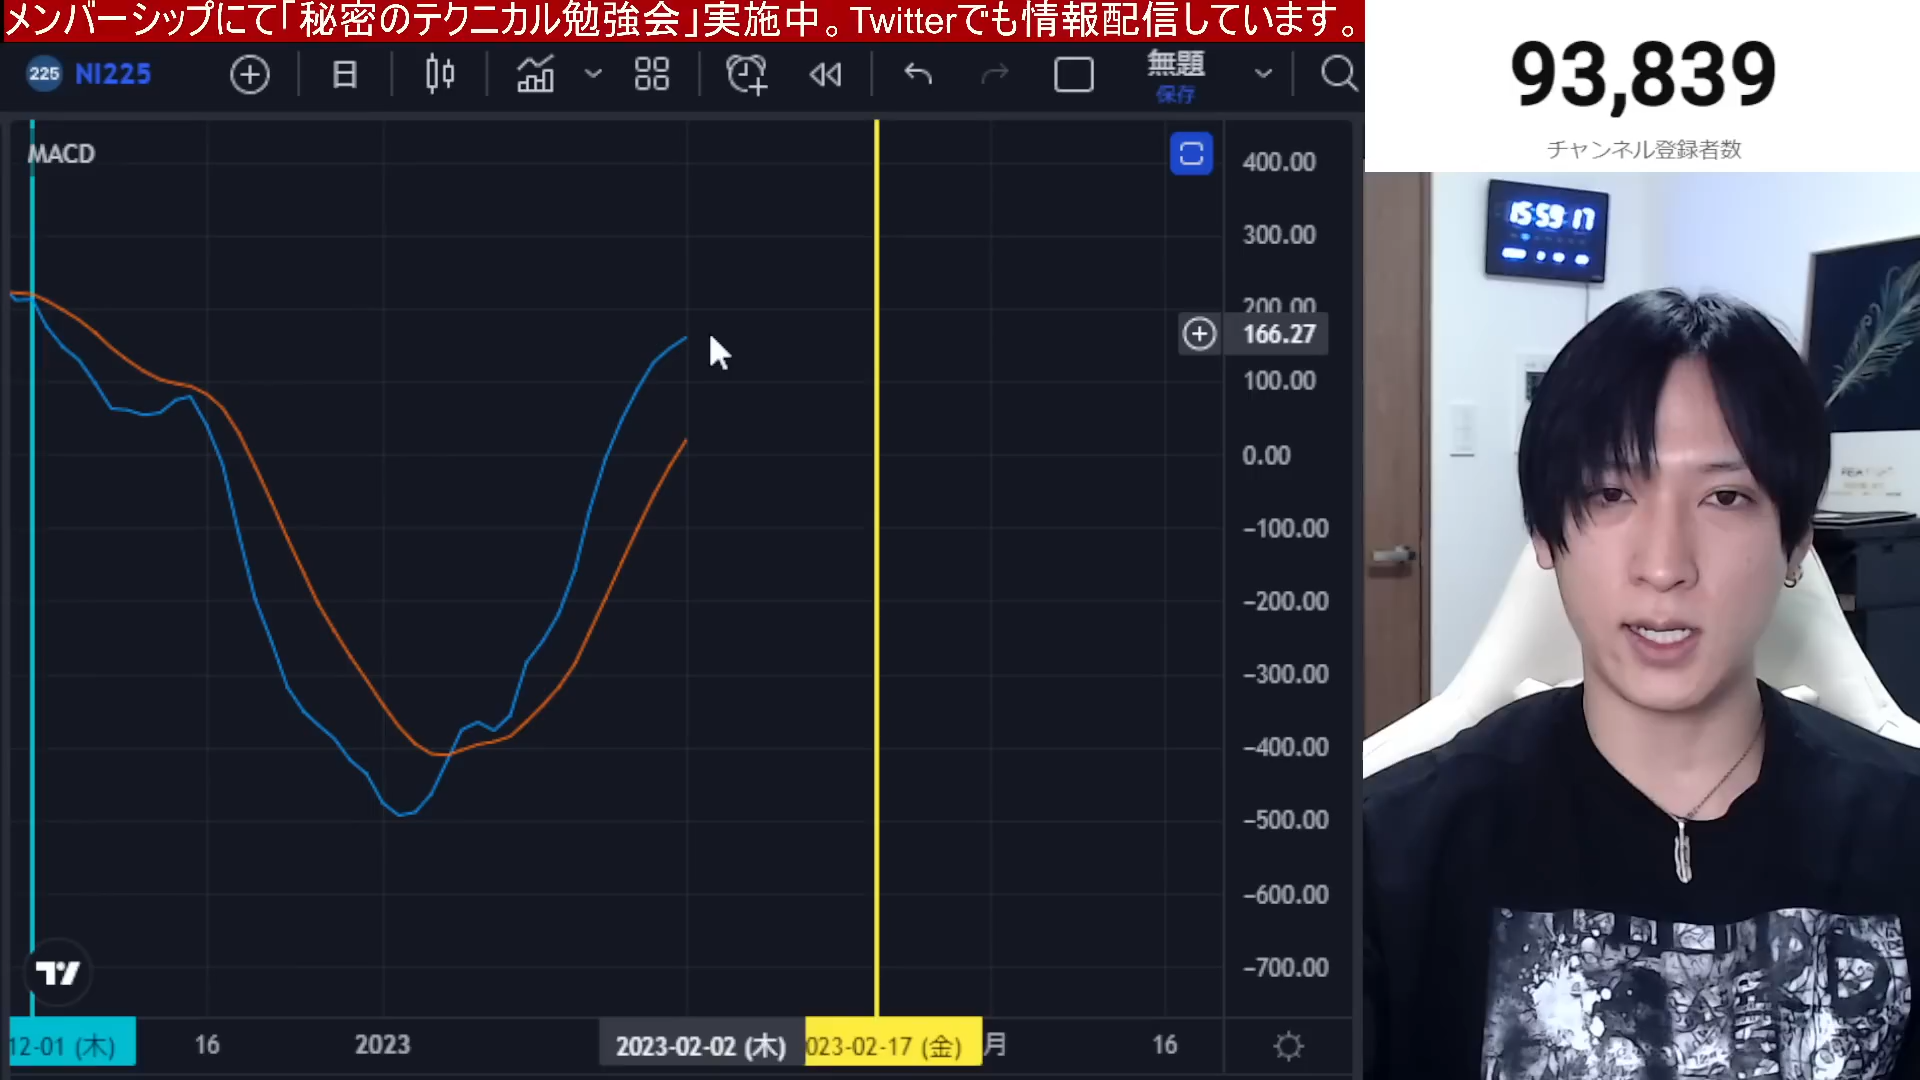 メンバーシップにて「秘密のテクニカル勉強会」実施中。Twitterでも情報配信しています。
225 NI225 日 無題
保存
93,839
チャンネル登録者数
MACD
400.00
300.00
200.00
166.27
100.00
0.00
−100.00
−200.00
−300.00
−400.00
−500.00
−600.00
−700.00
15:59 17
12-01 (木) 16 2023 2023-02-02 (木) 023-02-17 (金) 月 16